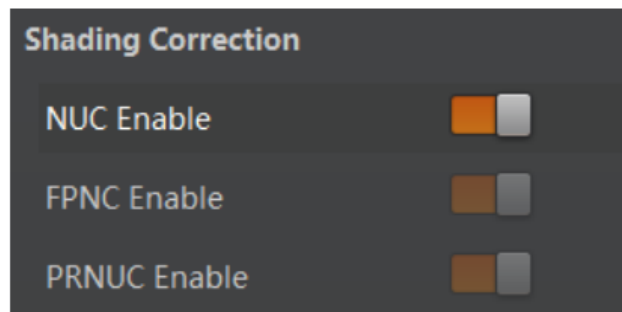 Shading Correction
NUC Enable
FPNC Enable
PRNUC Enable